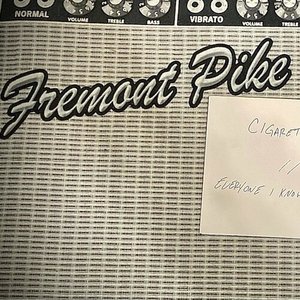 NORMAL VOLUME TREBLE BASS VIBRATO VOLUME TREBLE
Fremont Pike
CIGARET
//
EVERYONE I KNOW